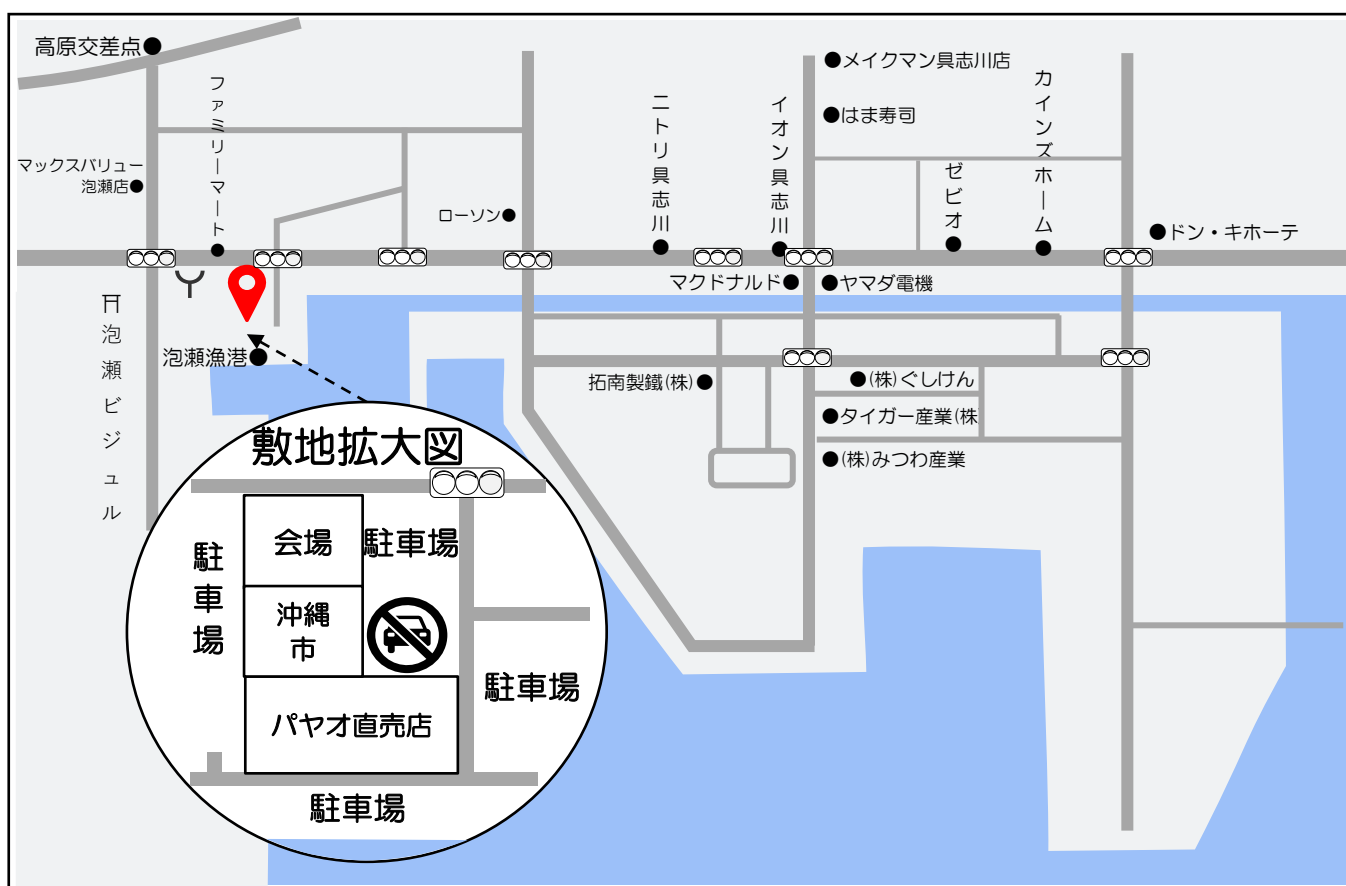 高原交差点
ファミリーマート
マックスバリュー
泡瀬店
ローソン
ニトリ具志川
イオン具志川
メイクマン具志川店
はま寿司
ゼビオ
カインズホーム
ドン・キホーテ
マクドナルド
ヤマダ電機
泡瀬ビジュル
泡瀬漁港
拓南製鐵(株)
(株)ぐしけん
タイガー産業(株
(株)みつわ産業
敷地拡大図
会場
駐車場
駐車場
沖縄
市
駐車場
パヤオ直売店
駐車場